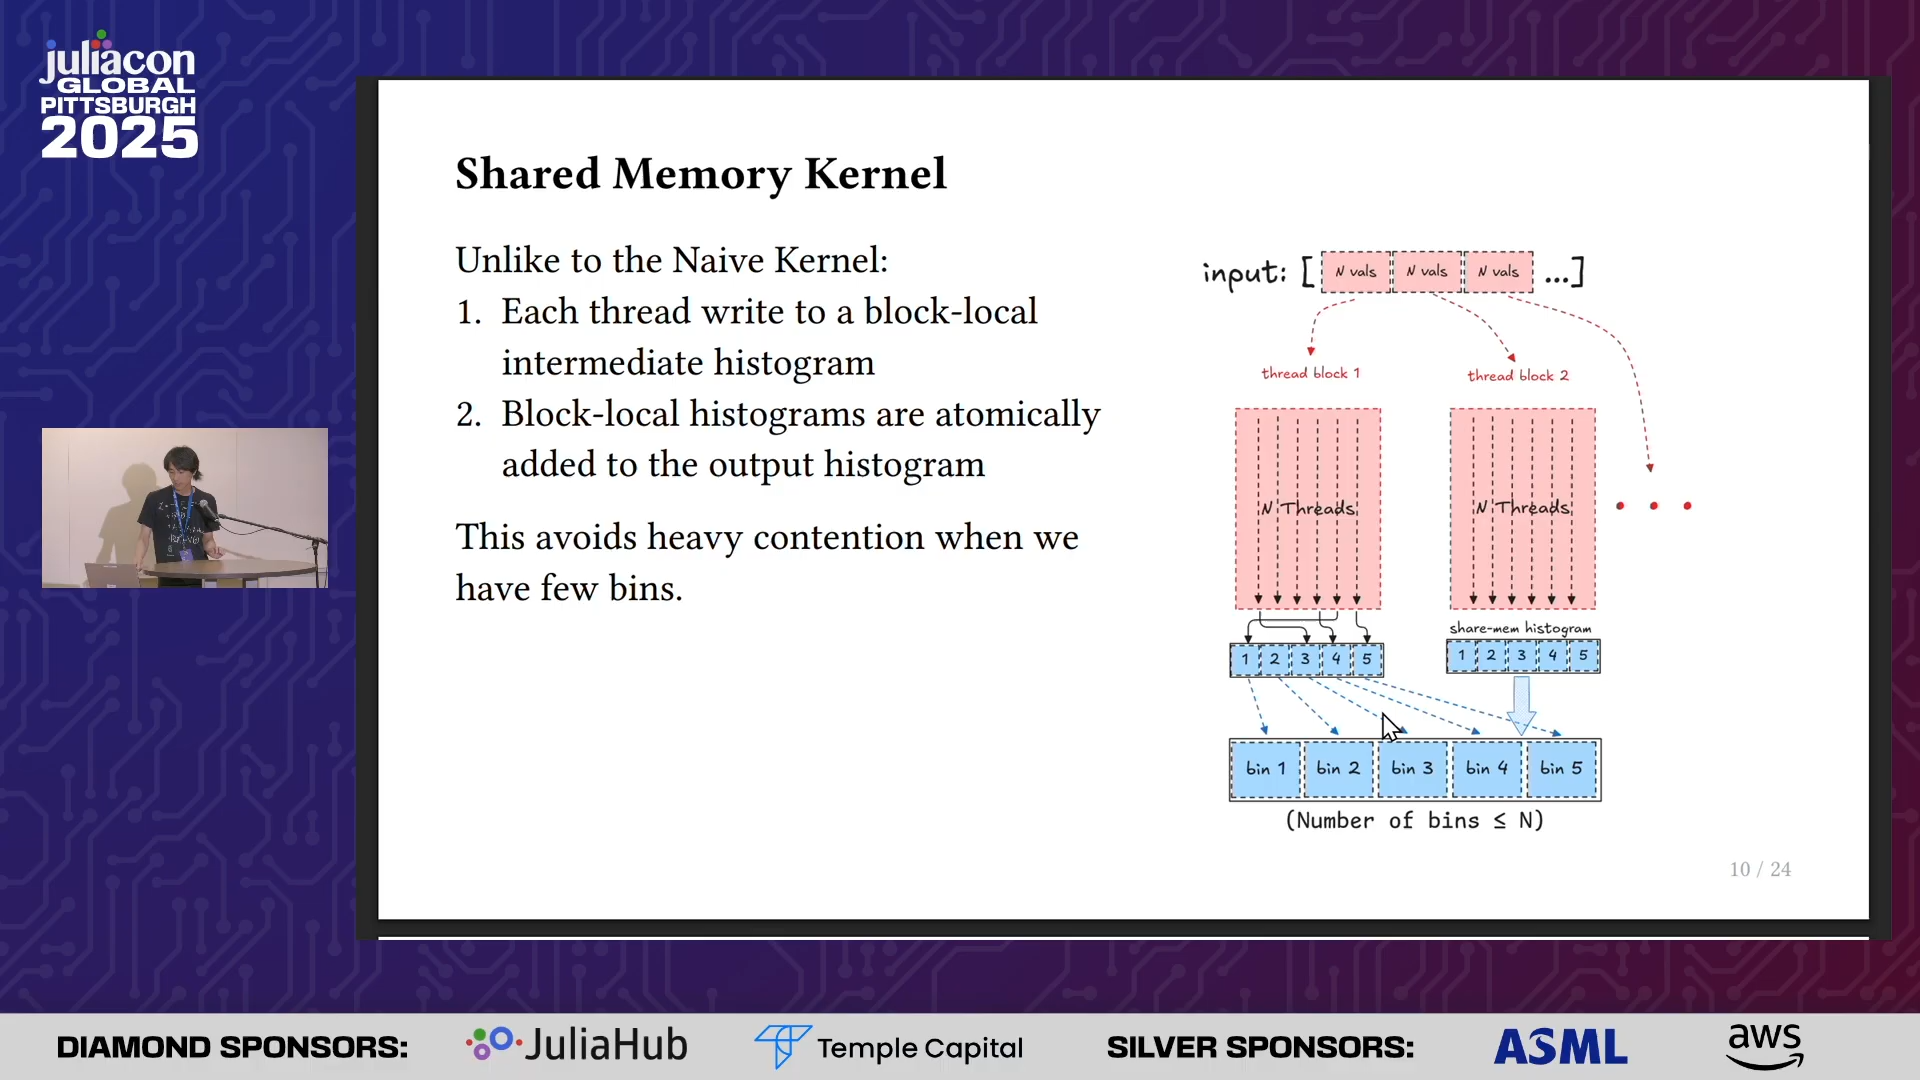 juliacon
GLOBAL
PITTSBURGH
2025
Shared Memory Kernel
Unlike to the Naive Kernel:
1. Each thread write to a block-local
intermediate histogram
2. Block-local histograms are atomically
added to the output histogram
This avoids heavy contention when we
have few bins.
input: [ N vals N vals N vals ...]
thread block 1
thread block 2
N Threads
N Threads
share-mem histogram
1 2 3 4 5
1 2 3 4 5
bin 1 bin 2 bin 3 bin 4 bin 5
(Number of bins ≤ N)
10 / 24
DIAMOND SPONSORS: JuliaHub Temple Capital SILVER SPONSORS: ASML aws